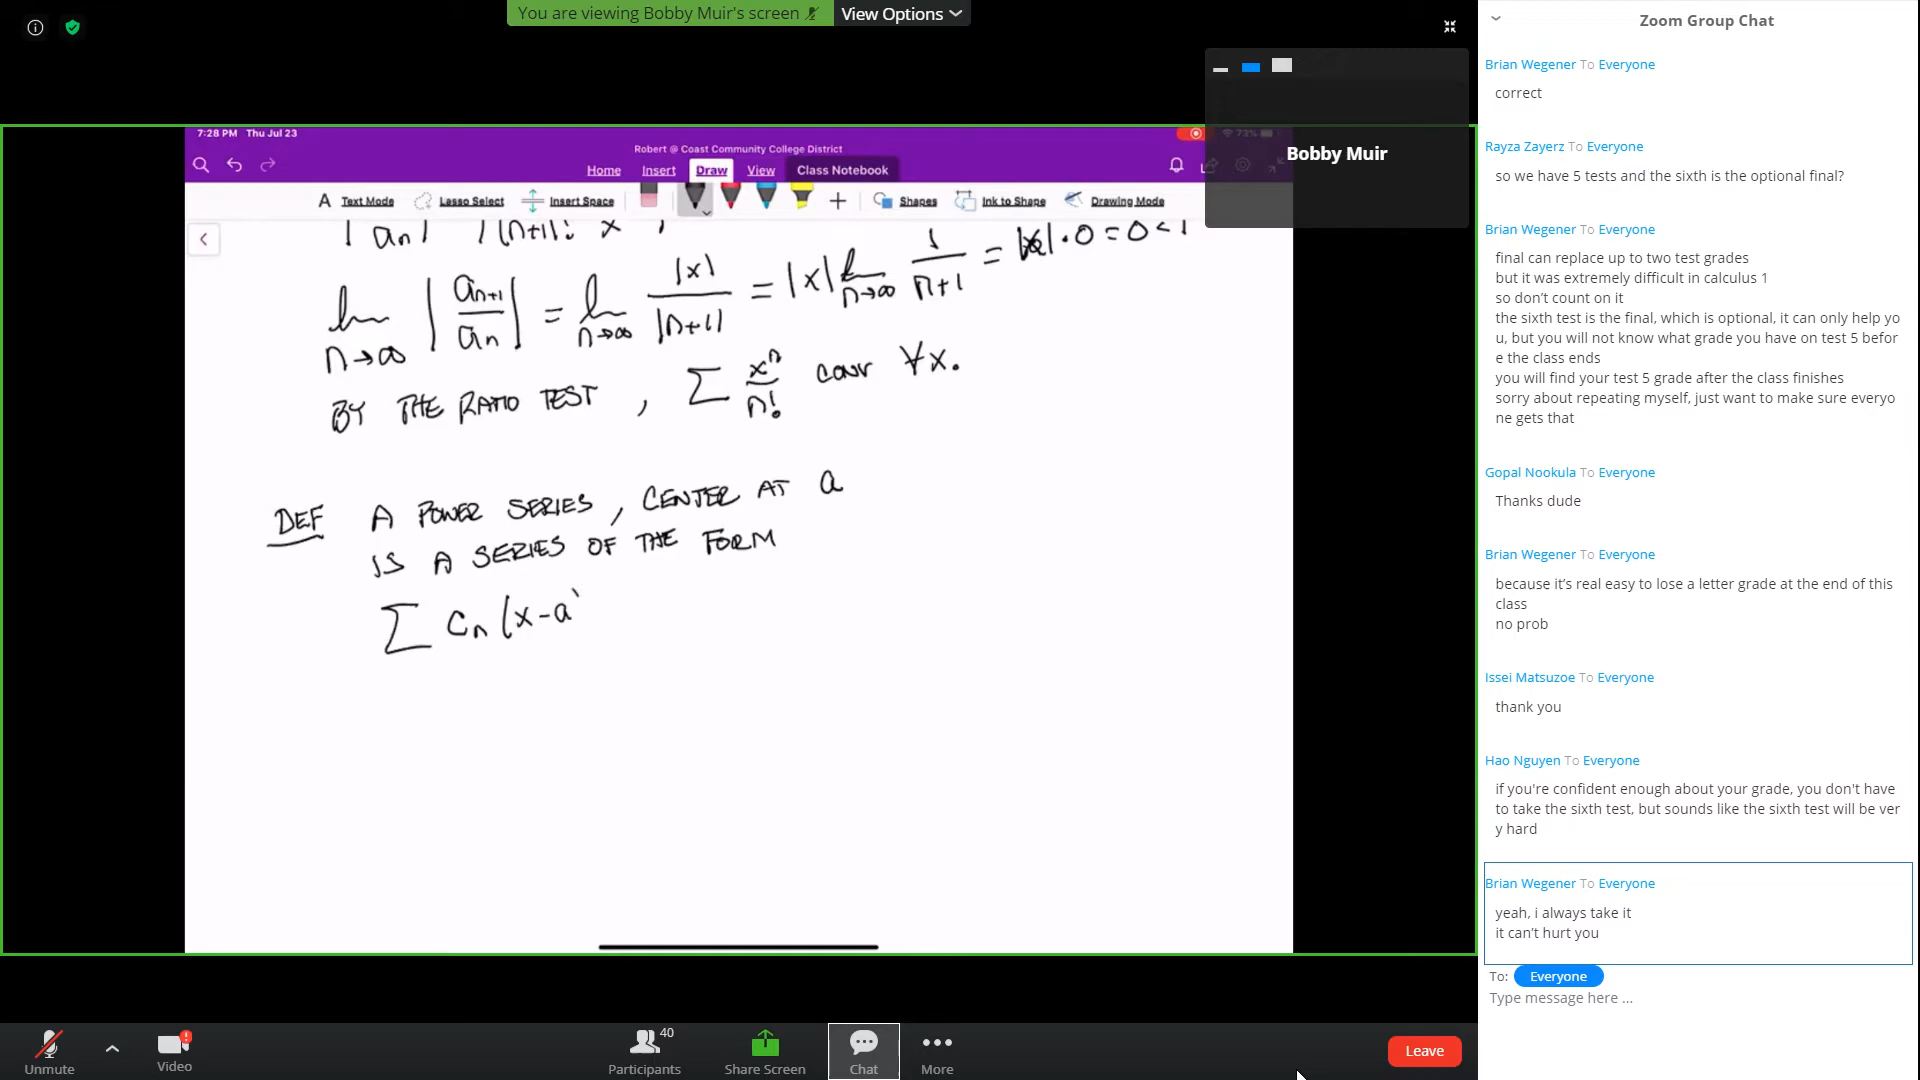 You are viewing Bobby Muir's screen
View Options
7:28 PM Thu Jul 23
73%
Robert @ Coast Community College District
Home Insert Draw View Class Notebook
Text Mode Lasso Select Insert Space Shapes Ink to Shape Drawing Mode
Bobby Muir
lim n→∞ |aₙ₊₁/aₙ| = lim n→∞ |x|/|n+1| = |x| lim n→∞ 1/n+1 = |x|·0 = 0 < 1
BY THE RATIO TEST, ∑ xⁿ/n! conv ∀x.
DEF A POWER SERIES, CENTER AT a
IS A SERIES OF THE FORM
∑ cₙ (x-a
Zoom Group Chat
Brian Wegener To Everyone
correct
Rayza Zayerz To Everyone
so we have 5 tests and the sixth is the optional final?
Brian Wegener To Everyone
final can replace up to two test grades
but it was extremely difficult in calculus 1
so don’t count on it
the sixth test is the final, which is optional, it can only help yo
u, but you will not know what grade you have on test 5 befor
e the class ends
you will find your test 5 grade after the class finishes
sorry about repeating myself, just want to make sure everyo
ne gets that
Gopal Nookula To Everyone
Thanks dude
Brian Wegener To Everyone
because it’s real easy to lose a letter grade at the end of this
class
no prob
Issei Matsuzoe To Everyone
thank you
Hao Nguyen To Everyone
if you're confident enough about your grade, you don't have
to take the sixth test, but sounds like the sixth test will be ver
y hard
Brian Wegener To Everyone
yeah, i always take it
it can’t hurt you
To: Everyone
Type message here ...
Unmute
Video
40
Participants
Share Screen
Chat
More
Leave